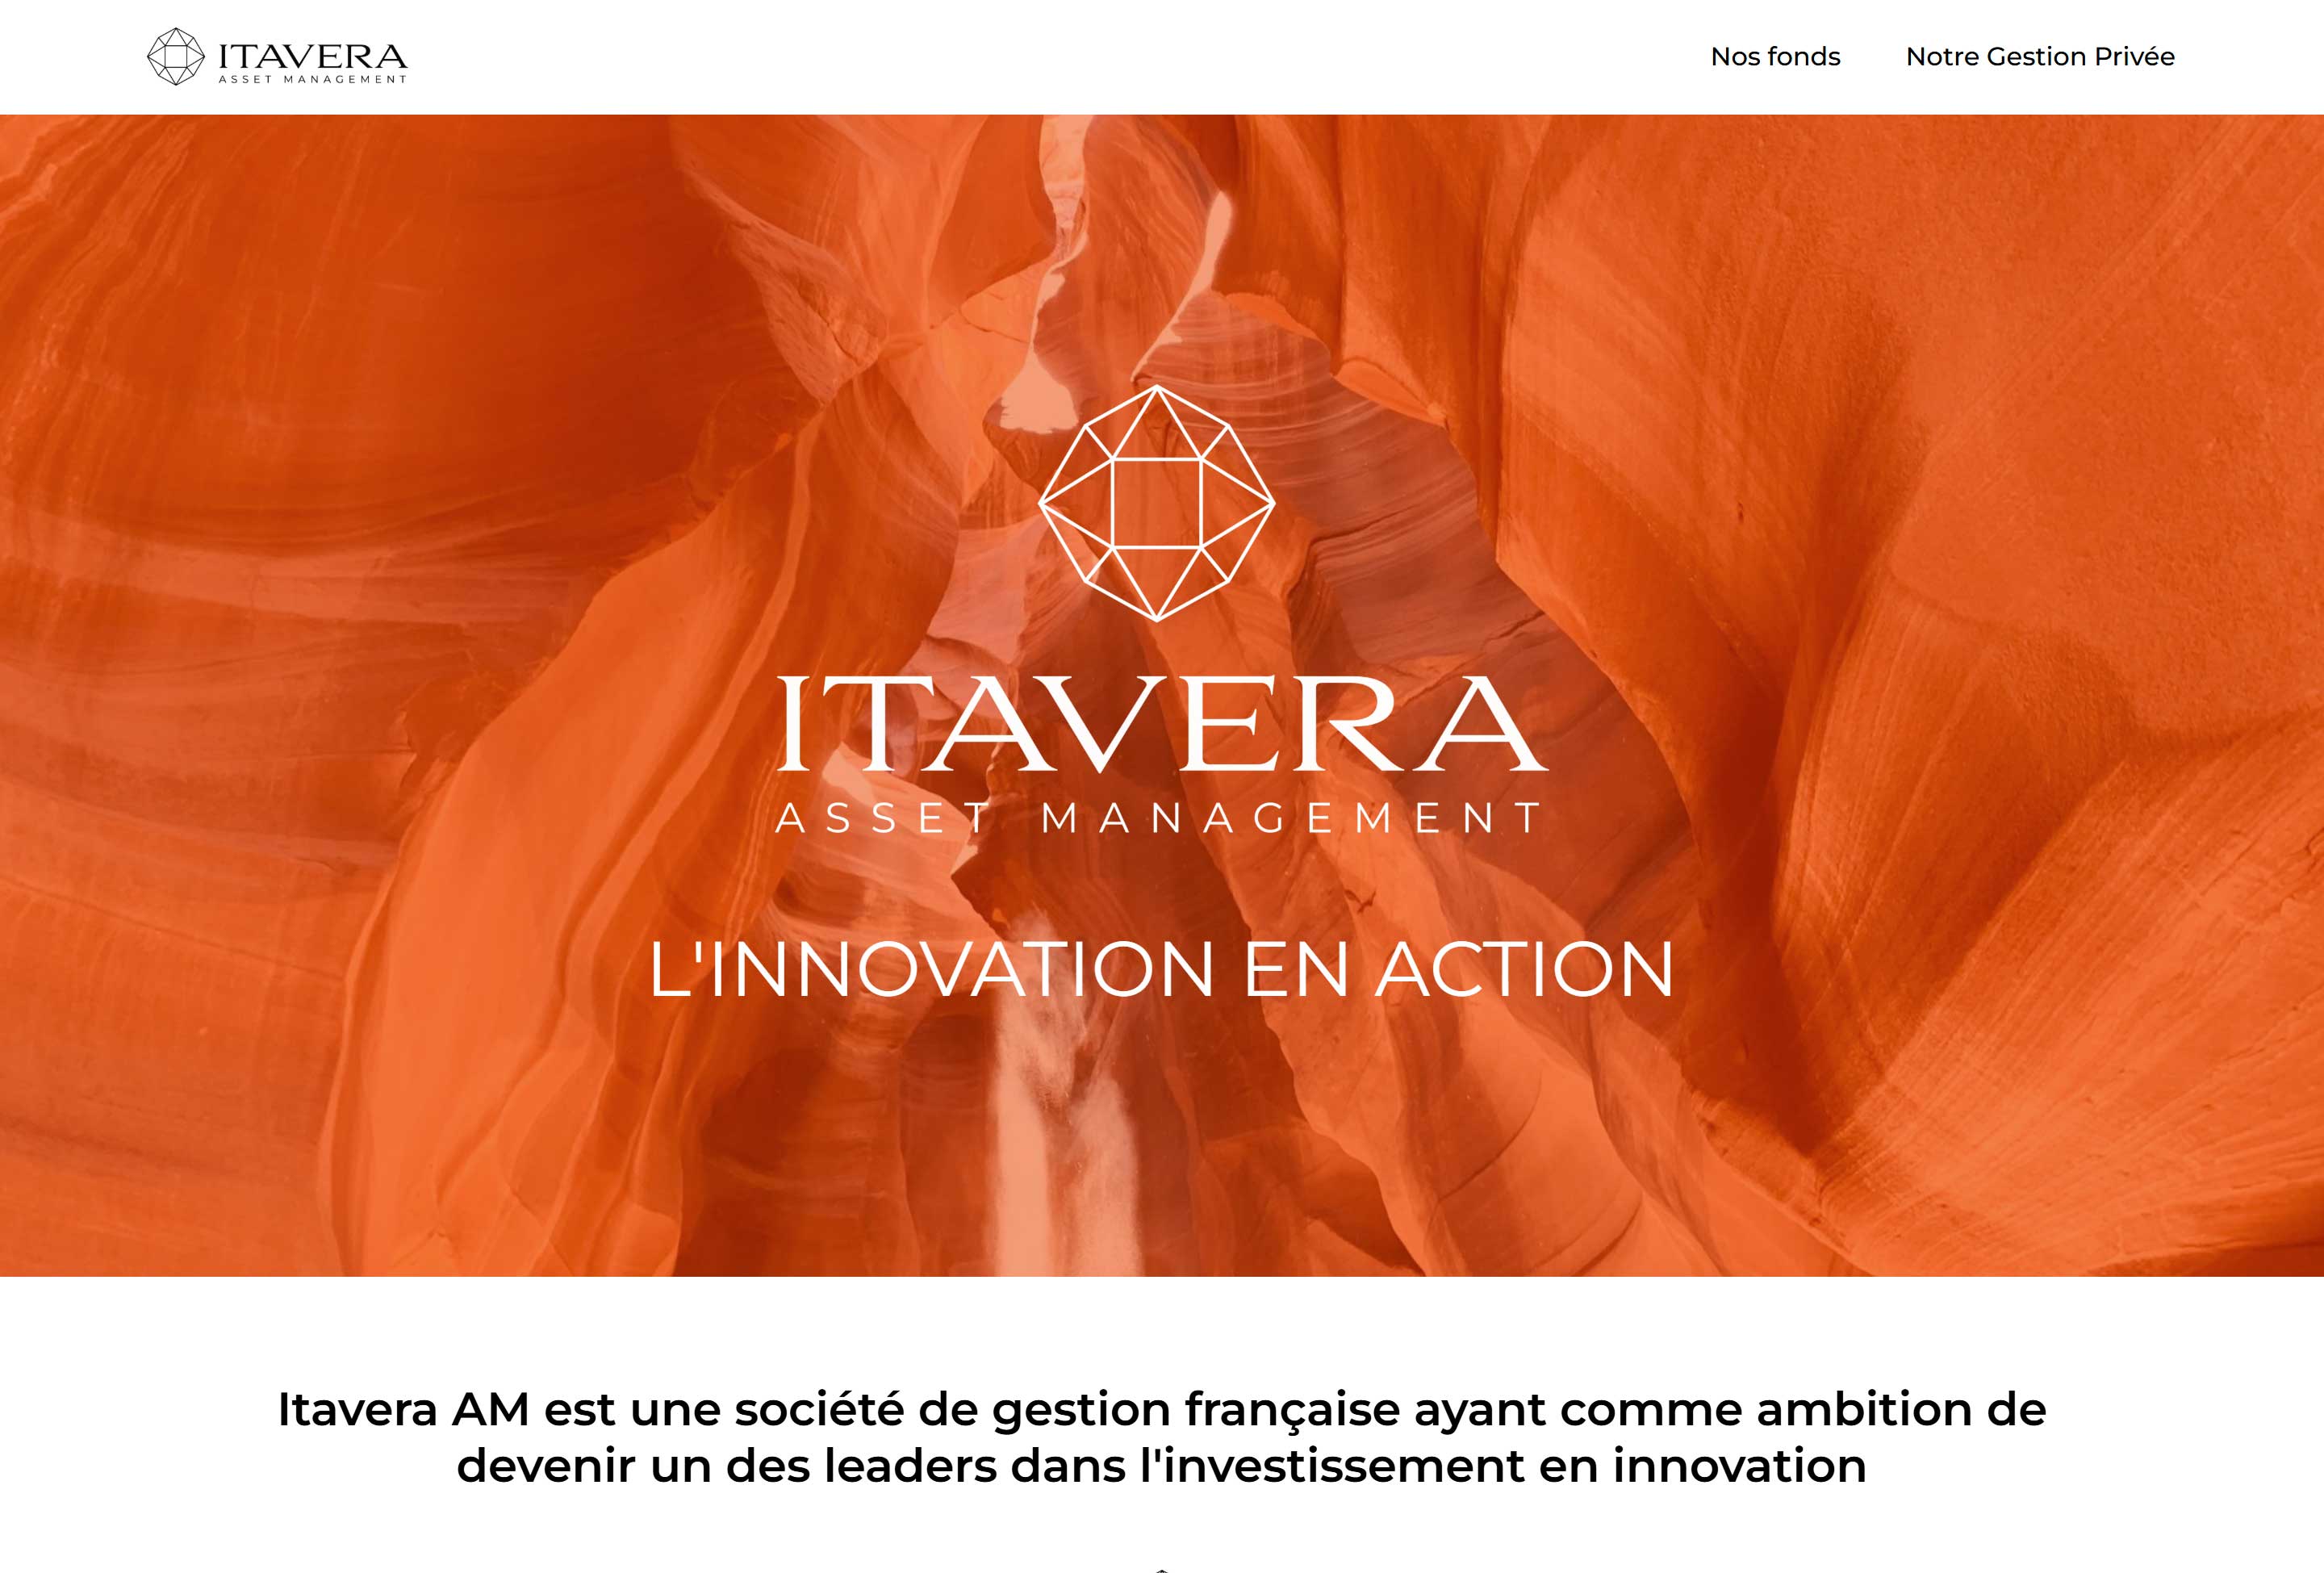 ITAVERA
ASSET MANAGEMENT
Nos fonds
Notre Gestion Privée
ITAVERA
ASSET MANAGEMENT
L'INNOVATION EN ACTION
Itavera AM est une société de gestion française ayant comme ambition de
devenir un des leaders dans l'investissement en innovation